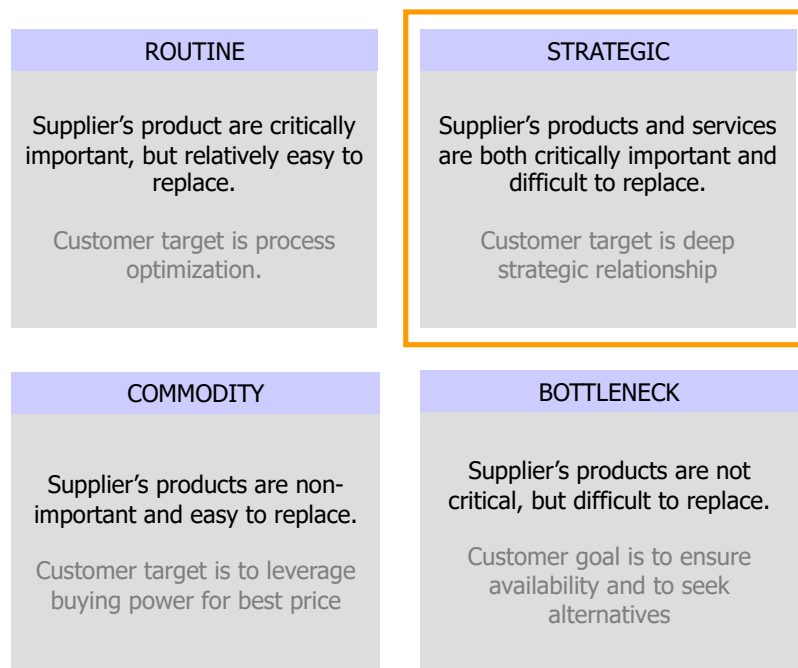 ROUTINE
Supplier’s product are critically
important, but relatively easy to
replace.
Customer target is process
optimization.
STRATEGIC
Supplier’s products and services
are both critically important and
difficult to replace.
Customer target is deep
strategic relationship
COMMODITY
Supplier’s products are non-
important and easy to replace.
Customer target is to leverage
buying power for best price
BOTTLENECK
Supplier’s products are not
critical, but difficult to replace.
Customer goal is to ensure
availability and to seek
alternatives